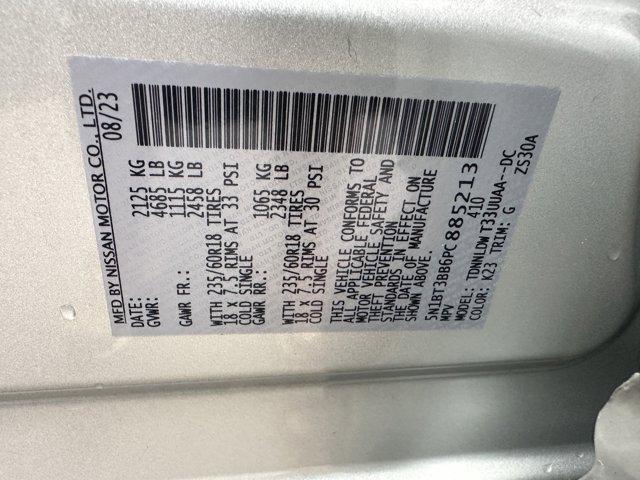 MFD BY NISSAN MOTOR CO., LTD.
DATE: 08/23
GVWR: 2125 KG
4685 LB
GAWR FR.: 1115 KG
2458 LB
WITH 235/60R18 TIRES
18 x 7.5 RIMS AT 33 PSI
COLD SINGLE
GAWR RR.: 1065 KG
2348 LB
WITH 235/60R18 TIRES
18 x 7.5 RIMS AT 30 PSI
COLD SINGLE
THIS VEHICLE CONFORMS TO
ALL APPLICABLE FEDERAL
MOTOR VEHICLE SAFETY AND
THEFT PREVENTION
STANDARDS IN EFFECT ON
THE DATE OF MANUFACTURE
SHOWN ABOVE.
5N1BT3BB6PC885213
MPV 410
MODEL: TDNNLDWT33UUAA--DC
COLOR: K23 TRIM: G ZS30A